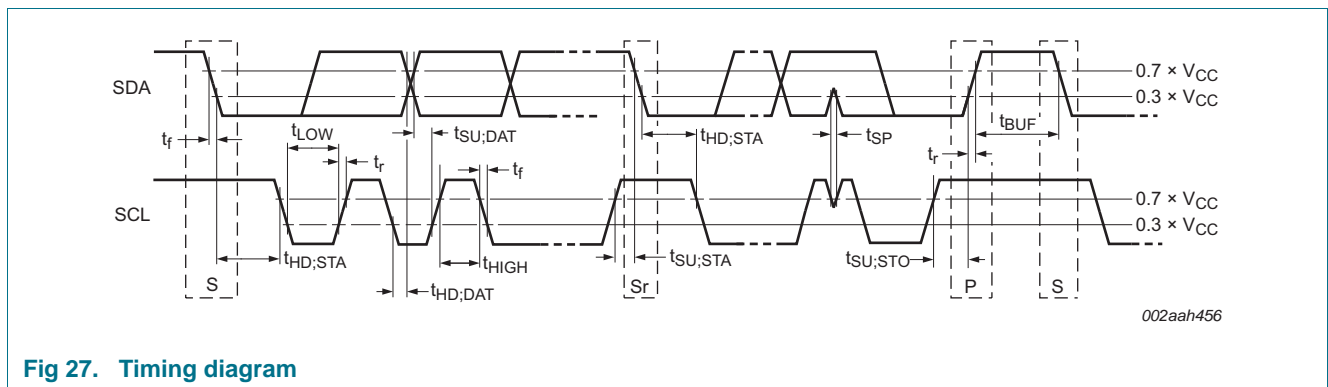 0.7 × VCC
SDA
0.3 × VCC
tf
tLOW
tSU;DAT
tHD;STA
tSP
tBUF
tr
tf
tr
0.7 × VCC
SCL
0.3 × VCC
tHD;STA
tHIGH
tSU;STA
tSU;STO
S
tHD;DAT
Sr
P
S
002aah456
Fig 27. Timing diagram